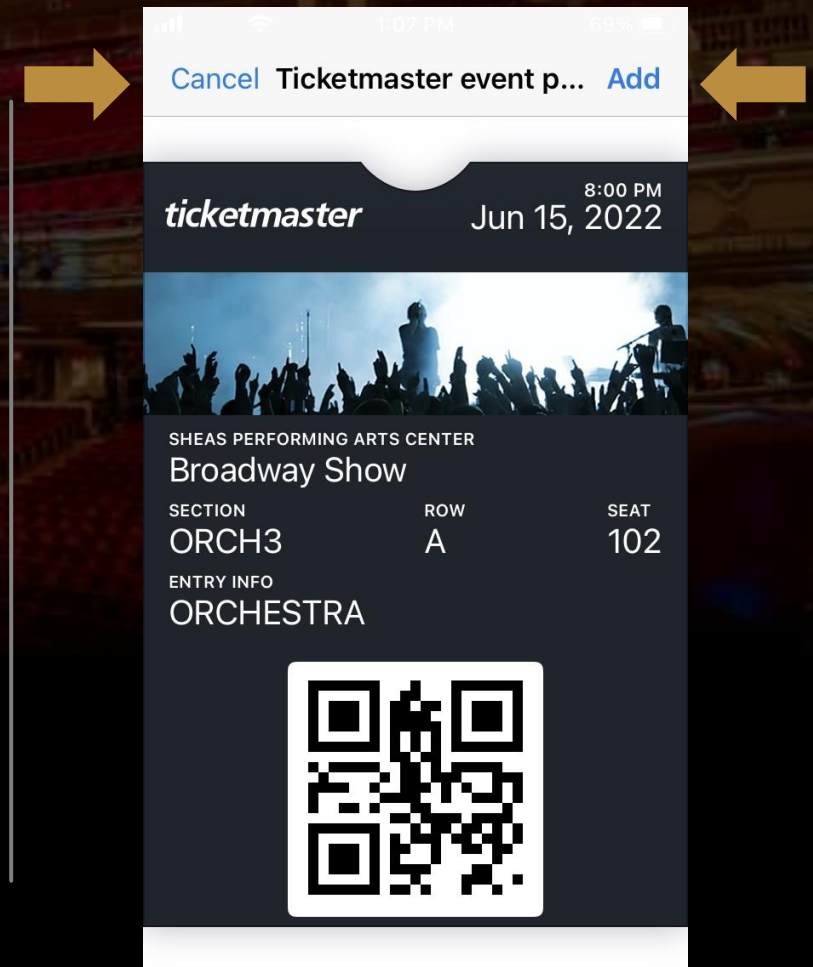 1:07 PM 69%
Cancel Ticketmaster event p... Add
8:00 PM
ticketmaster Jun 15, 2022
SHEAS PERFORMING ARTS CENTER
Broadway Show
SECTION ROW SEAT
ORCH3 A 102
ENTRY INFO
ORCHESTRA